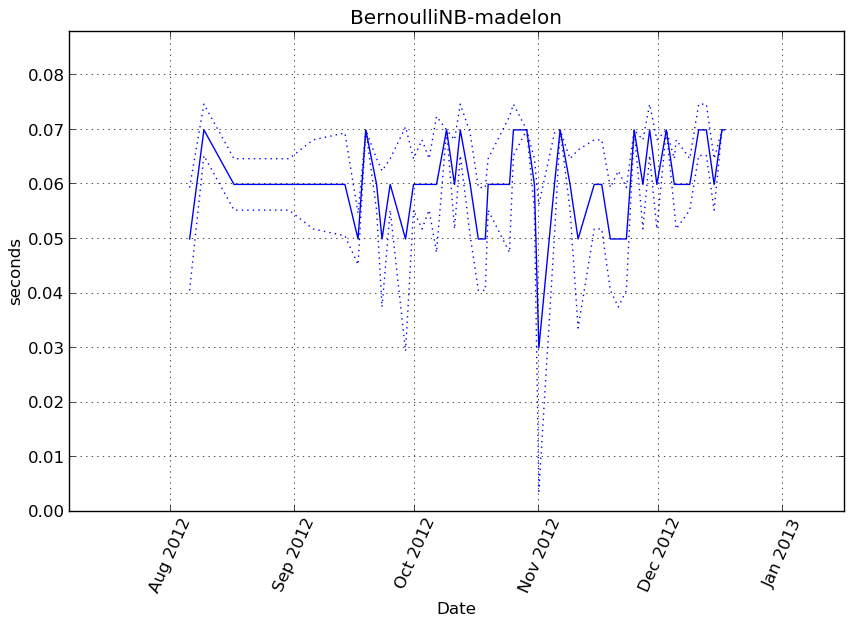 BernoulliNB-madelon
0.08
0.07
0.06
0.05
0.04
0.03
0.02
0.01
0.00
seconds
Aug 2012
Sep 2012
Oct 2012
Nov 2012
Dec 2012
Jan 2013
Date